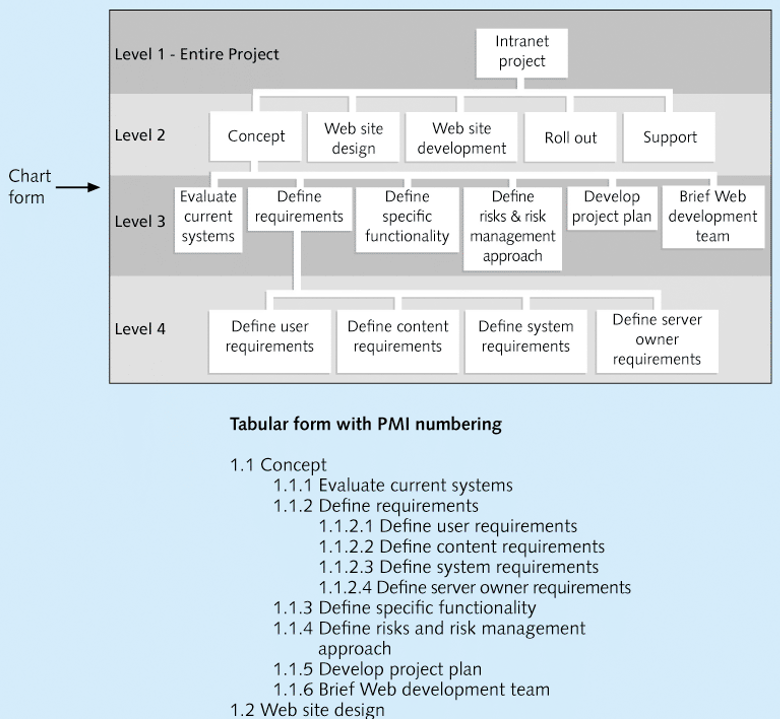 Level 1 - Entire Project
Intranet
project
Level 2
Concept
Web site
design
Web site
development
Roll out
Support
Chart
form
Level 3
Evaluate
current
systems
Define
requirements
Define
specific
functionality
Define
risks & risk
management
approach
Develop
project plan
Brief Web
development
team
Level 4
Define user
requirements
Define content
requirements
Define system
requirements
Define server
owner
requirements
Tabular form with PMI numbering
1.1 Concept
1.1.1 Evaluate current systems
1.1.2 Define requirements
1.1.2.1 Define user requirements
1.1.2.2 Define content requirements
1.1.2.3 Define system requirements
1.1.2.4 Define server owner requirements
1.1.3 Define specific functionality
1.1.4 Define risks and risk management
approach
1.1.5 Develop project plan
1.1.6 Brief Web development team
1.2 Web site design